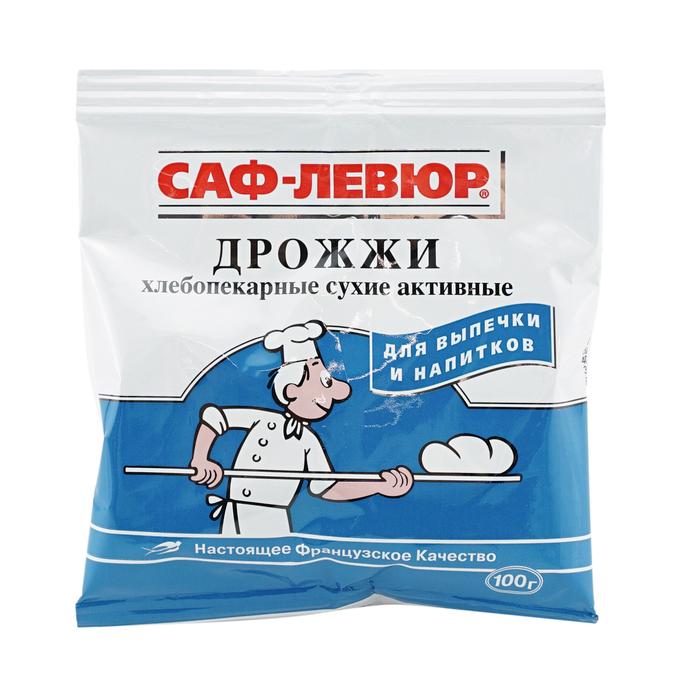 САФ-ЛЕВЮР®
ДРОЖЖИ
хлебопекарные сухие активные
ДЛЯ ВЫПЕЧКИ
И НАПИТКОВ
Настоящее Французское Качество
100г